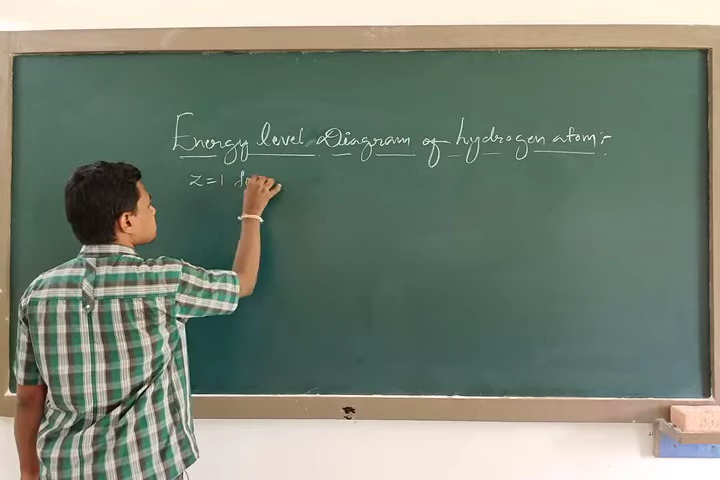 Energy level Diagram of hydrogen atom:-
Z=1